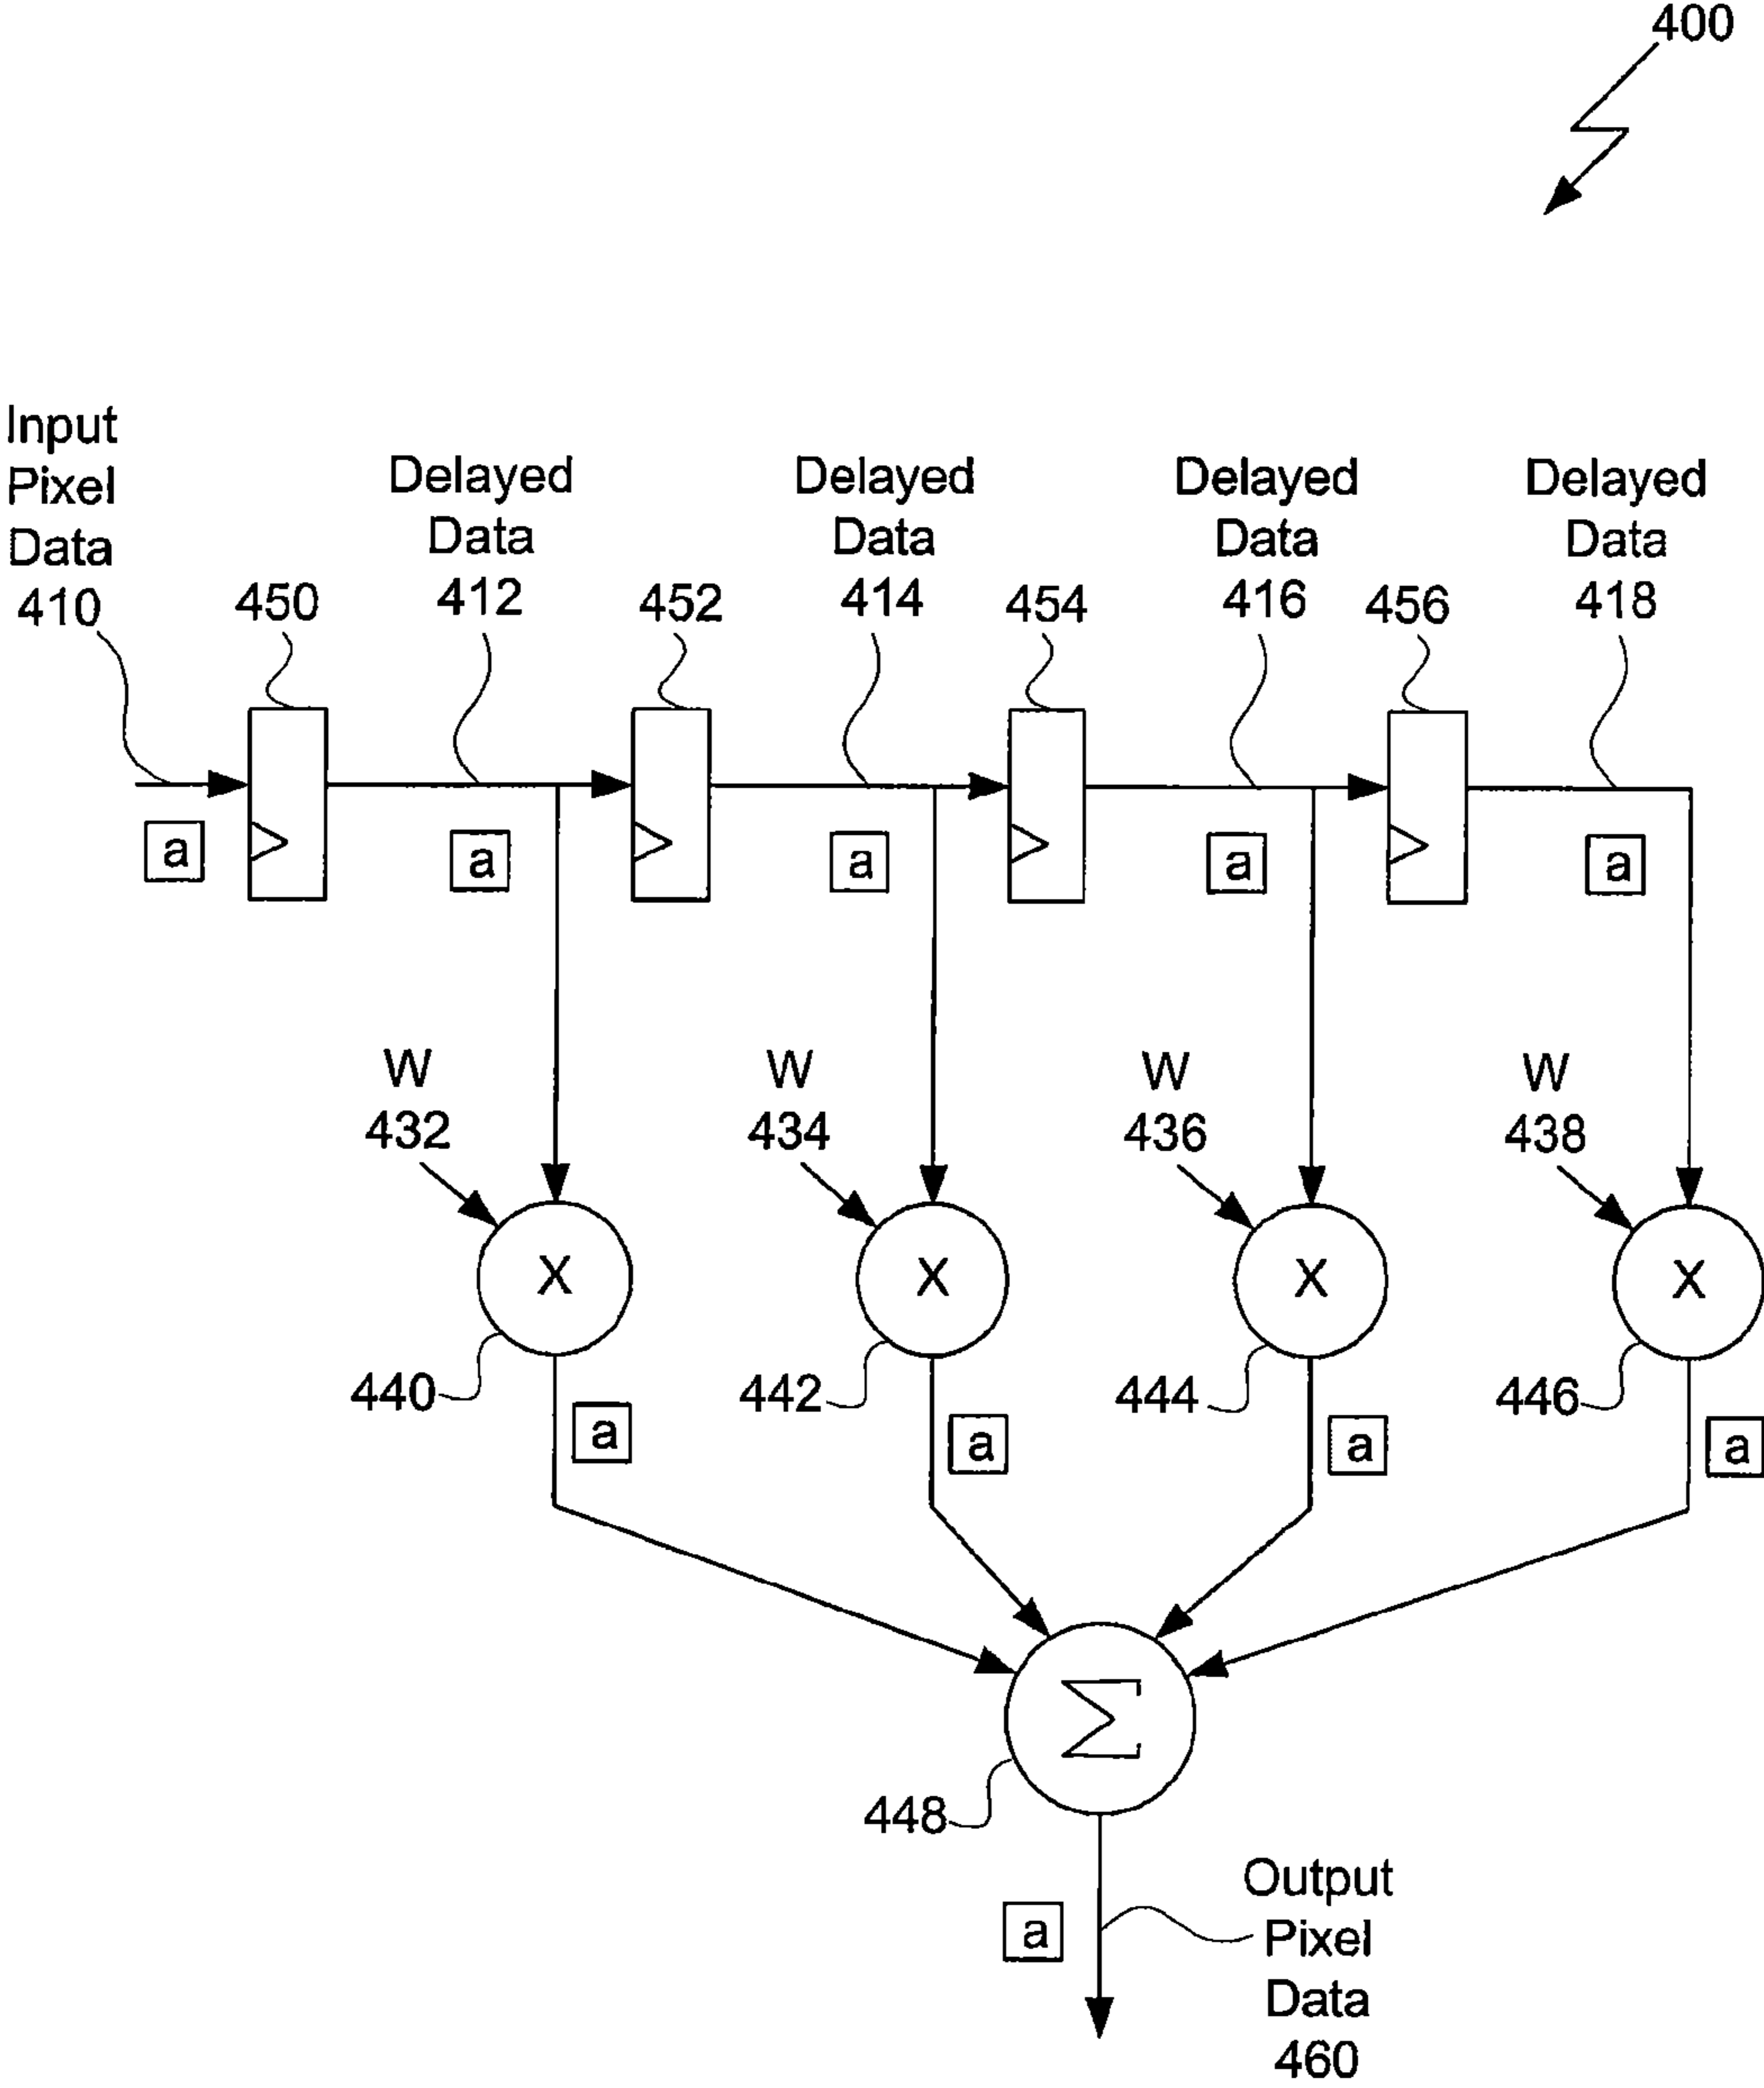 400
Input
Pixel
Data
410
450
Delayed
Data
412
452
Delayed
Data
414
454
Delayed
Data
416
456
Delayed
Data
418
a
a
a
a
a
W
432
W
434
W
436
W
438
X
X
X
X
440
442
444
446
a
a
a
a
Σ
448
a
Output
Pixel
Data
460